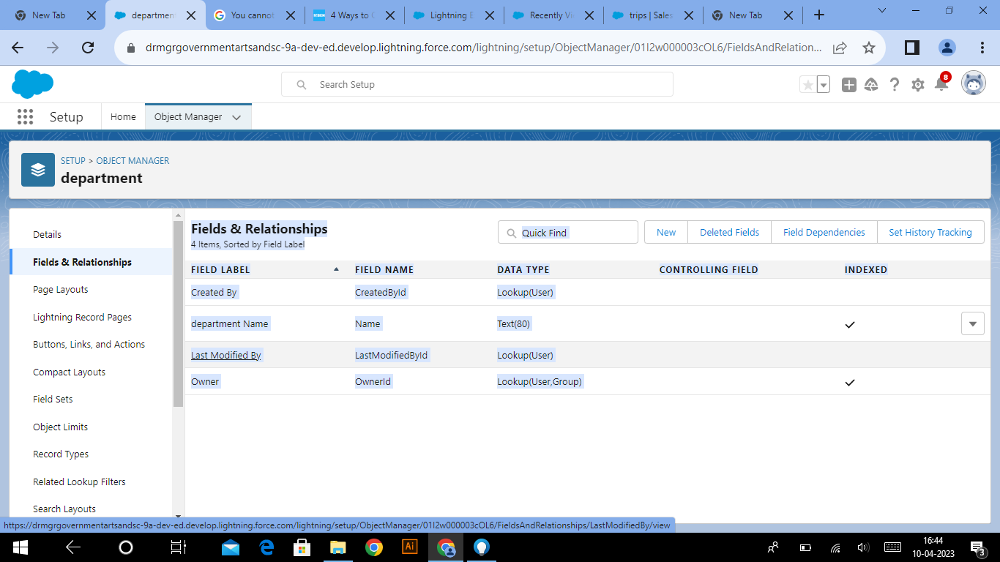 New Tab
department
You cannot
4 Ways to C
Lightning E
Recently Vi
trips | Sales
New Tab
drmgrgovernmentartsandsc-9a-dev-ed.develop.lightning.force.com/lightning/setup/ObjectManager/01I2w000003cOL6/FieldsAndRelation...
Search Setup
8
Setup
Home
Object Manager
SETUP > OBJECT MANAGER
department
Details
Fields & Relationships
Page Layouts
Lightning Record Pages
Buttons, Links, and Actions
Compact Layouts
Field Sets
Object Limits
Record Types
Related Lookup Filters
Search Layouts
Fields & Relationships
4 Items, Sorted by Field Label
Quick Find
New
Deleted Fields
Field Dependencies
Set History Tracking
FIELD LABEL FIELD NAME DATA TYPE CONTROLLING FIELD INDEXED
Created By CreatedById Lookup(User)
department Name Name Text(80)
Last Modified By LastModifiedById Lookup(User)
Owner OwnerId Lookup(User,Group)
https://drmgrgovernmentartsandsc-9a-dev-ed.develop.lightning.force.com/lightning/setup/ObjectManager/01I2w000003cOL6/FieldsAndRelationships/LastModifiedBy/view
Ai
16:44
10-04-2023
3